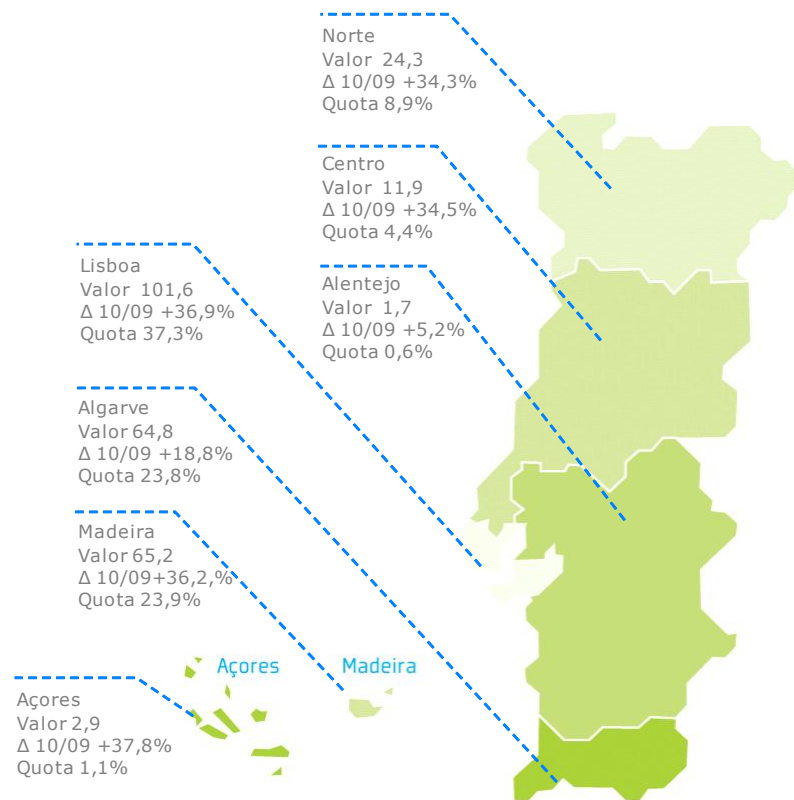 Norte
Valor 24,3
Δ 10/09 +34,3%
Quota 8,9%
Centro
Valor 11,9
Δ 10/09 +34,5%
Quota 4,4%
Lisboa
Valor 101,6
Δ 10/09 +36,9%
Quota 37,3%
Alentejo
Valor 1,7
Δ 10/09 +5,2%
Quota 0,6%
Algarve
Valor 64,8
Δ 10/09 +18,8%
Quota 23,8%
Madeira
Valor 65,2
Δ 10/09+36,2,%
Quota 23,9%
Açores
Madeira
Açores
Valor 2,9
Δ 10/09 +37,8%
Quota 1,1%